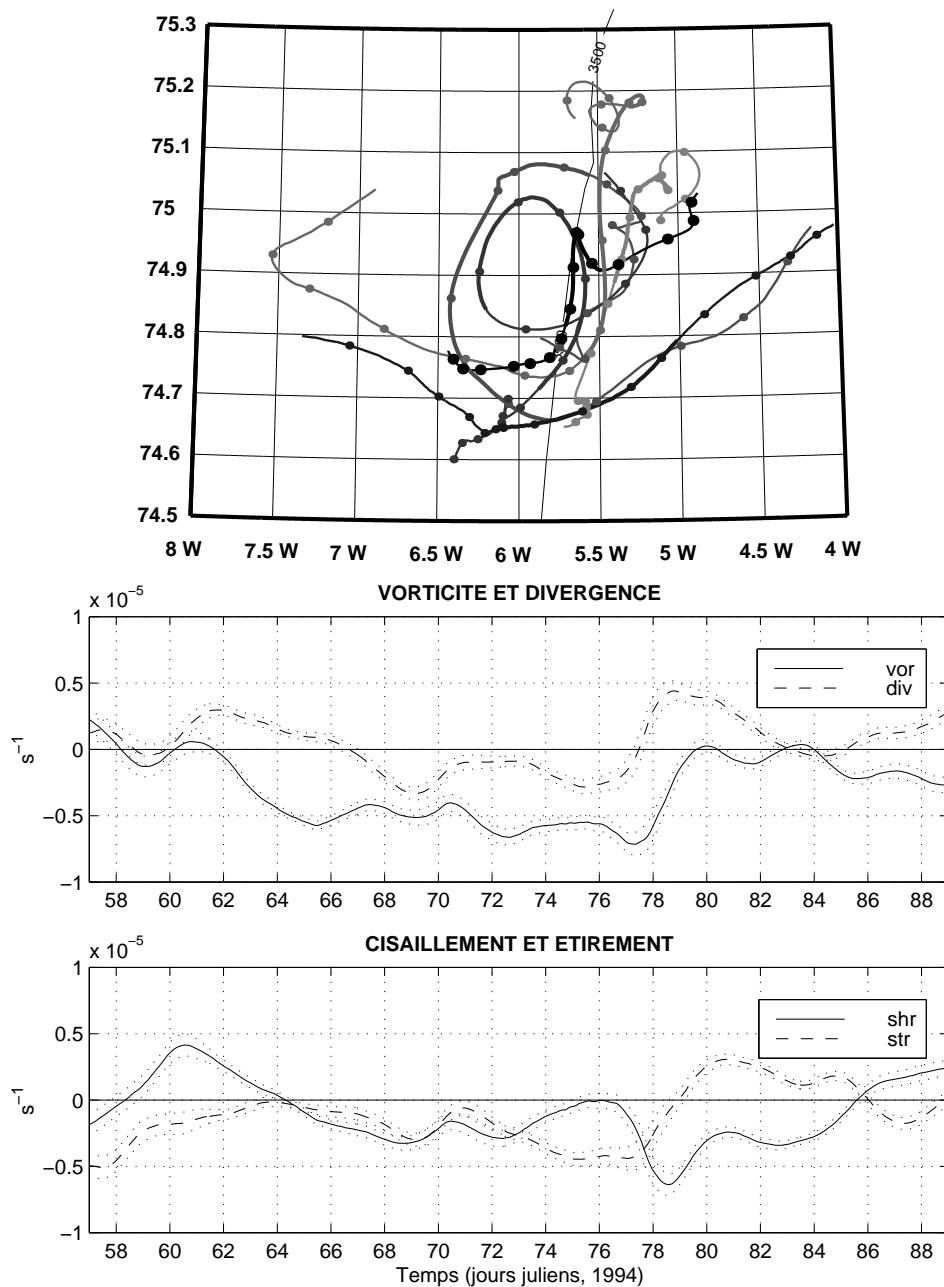 75.3
75.2
75.1
75
74.9
74.8
74.7
74.6
74.5
3500
8 W 7.5 W 7 W 6.5 W 6 W 5.5 W 5 W 4.5 W 4 W
VORTICITE ET DIVERGENCE
x 10⁻⁵
1
0.5
0
−0.5
−1
s⁻¹
vor
div
58 60 62 64 66 68 70 72 74 76 78 80 82 84 86 88
CISAILLEMENT ET ETIREMENT
x 10⁻⁵
1
0.5
0
−0.5
−1
s⁻¹
shr
str
58 60 62 64 66 68 70 72 74 76 78 80 82 84 86 88
Temps (jours juliens, 1994)